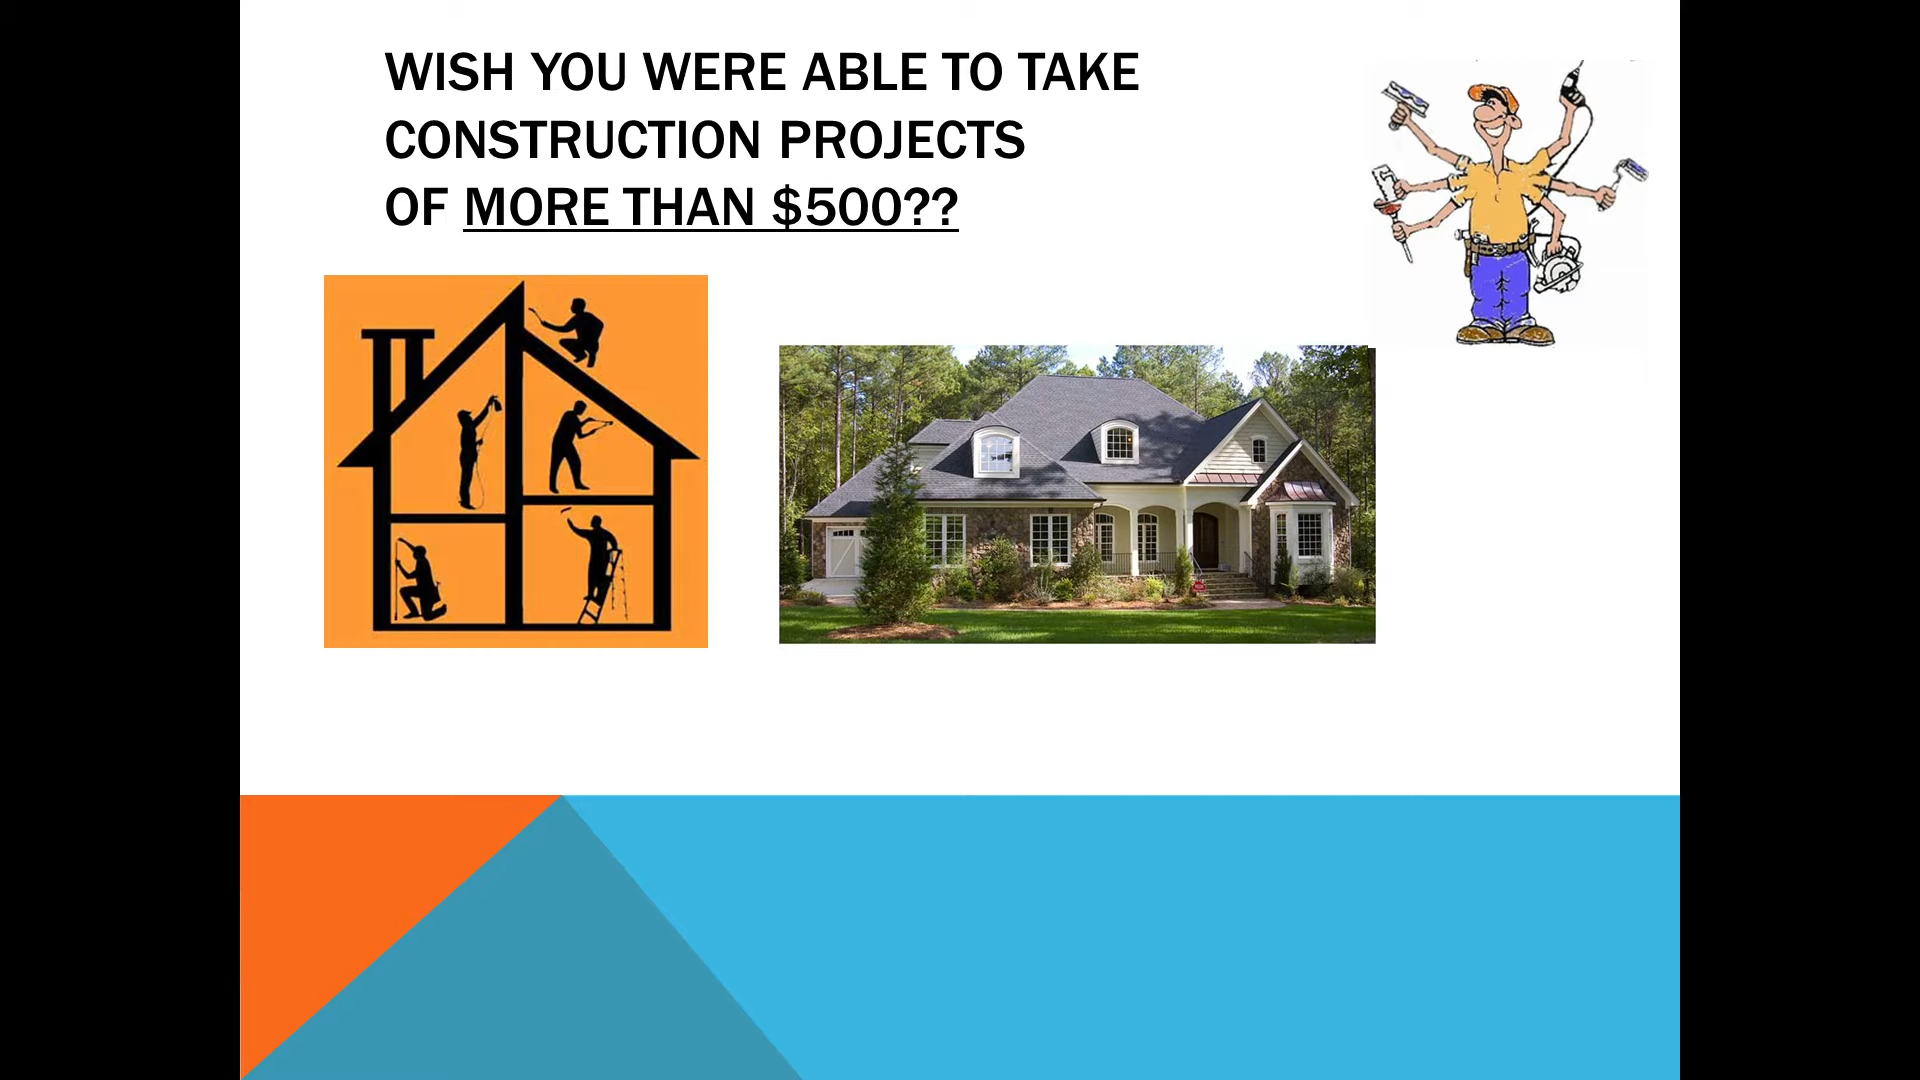 WISH YOU WERE ABLE TO TAKE
CONSTRUCTION PROJECTS
OF MORE THAN $500??